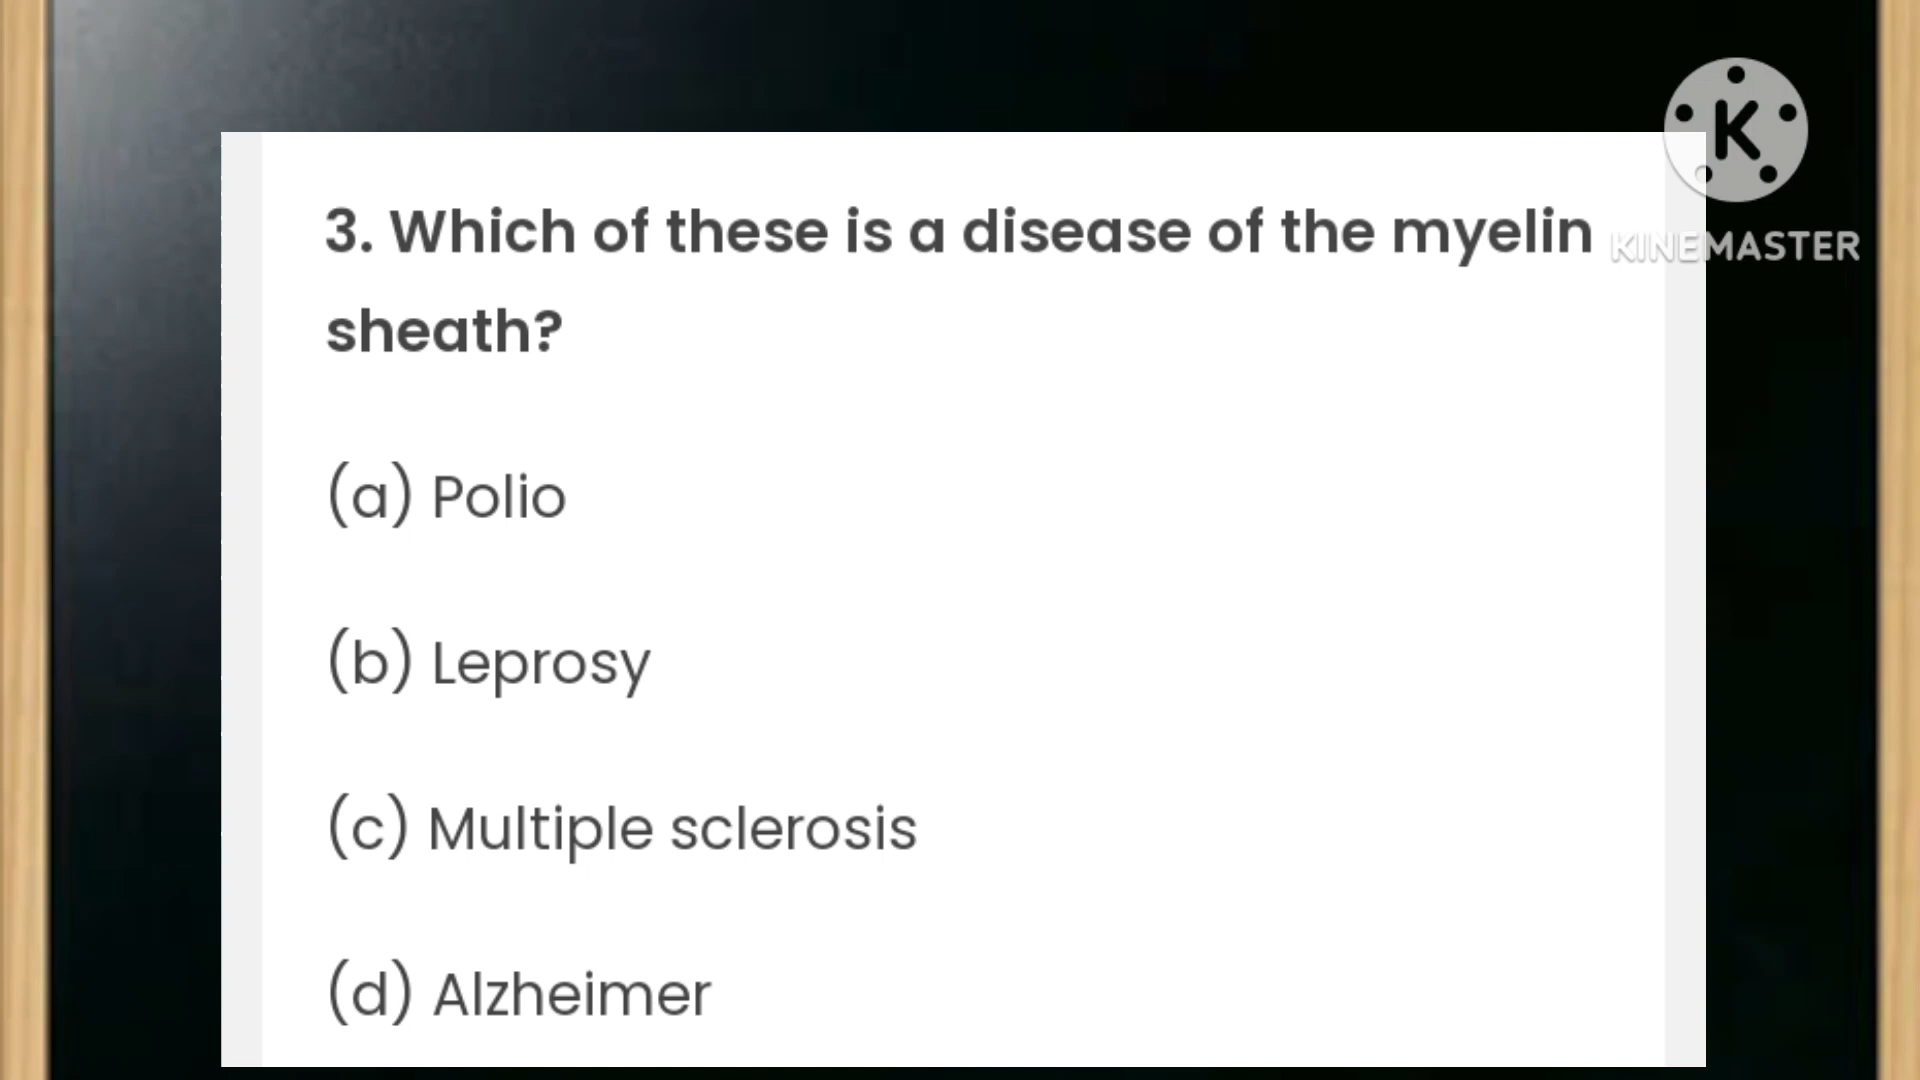 K
KINEMASTER
3. Which of these is a disease of the myelin
sheath?
(a) Polio
(b) Leprosy
(c) Multiple sclerosis
(d) Alzheimer